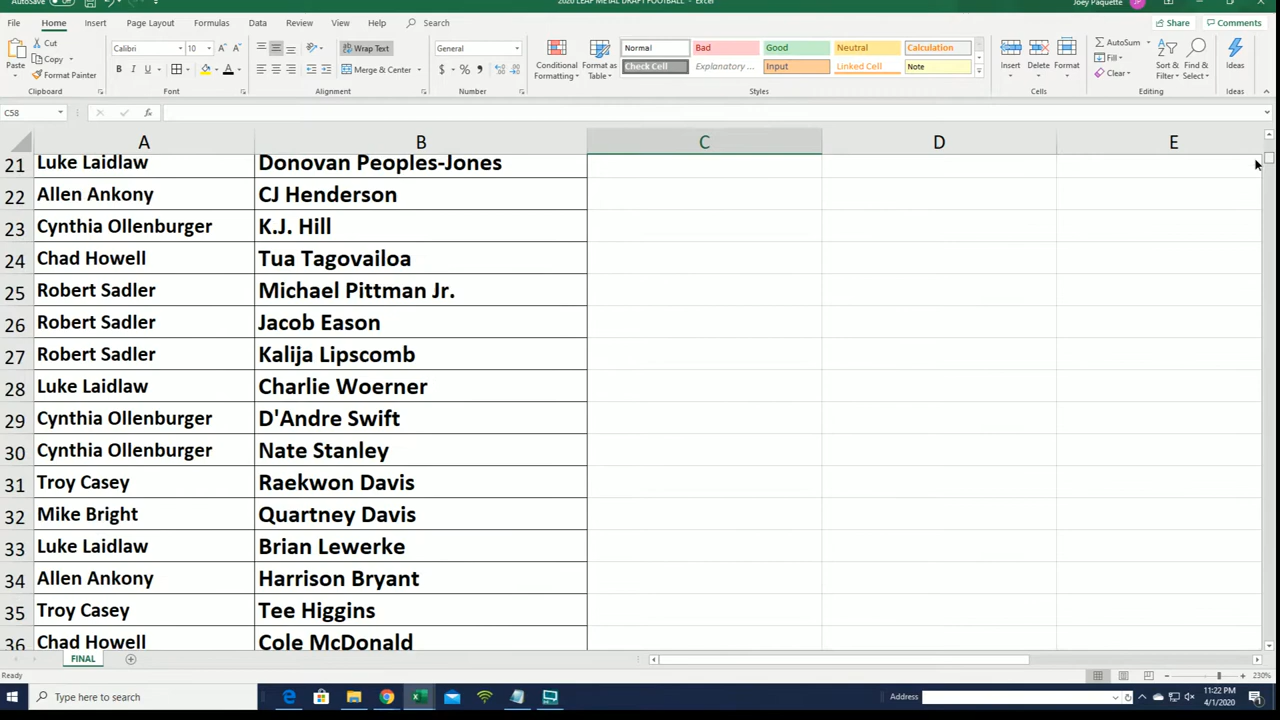 AutoSave Off 2020 LEAF METAL DRAFT FOOTBALL - Excel Joey Paquette JP
File Home Insert Page Layout Formulas Data Review View Help Search Share Comments
Paste Cut Copy Format Painter Clipboard
Calibri 10 B I U A Font
Wrap Text Merge & Center Alignment
General $ % , Number
Conditional Formatting Format as Table
Normal Bad Good Neutral Calculation
Check Cell Explanatory ... Input Linked Cell Note
Styles
Insert Delete Format Cells
AutoSum Fill Clear Sort & Filter Find & Select Editing
Ideas Ideas
C58 fx
A B C D E
21 Luke Laidlaw Donovan Peoples-Jones
22 Allen Ankony CJ Henderson
23 Cynthia Ollenburger K.J. Hill
24 Chad Howell Tua Tagovailoa
25 Robert Sadler Michael Pittman Jr.
26 Robert Sadler Jacob Eason
27 Robert Sadler Kalija Lipscomb
28 Luke Laidlaw Charlie Woerner
29 Cynthia Ollenburger D'Andre Swift
30 Cynthia Ollenburger Nate Stanley
31 Troy Casey Raekwon Davis
32 Mike Bright Quartney Davis
33 Luke Laidlaw Brian Lewerke
34 Allen Ankony Harrison Bryant
35 Troy Casey Tee Higgins
36 Chad Howell Cole McDonald
FINAL
Ready 230%
Type here to search Address 11:22 PM
4/1/2020